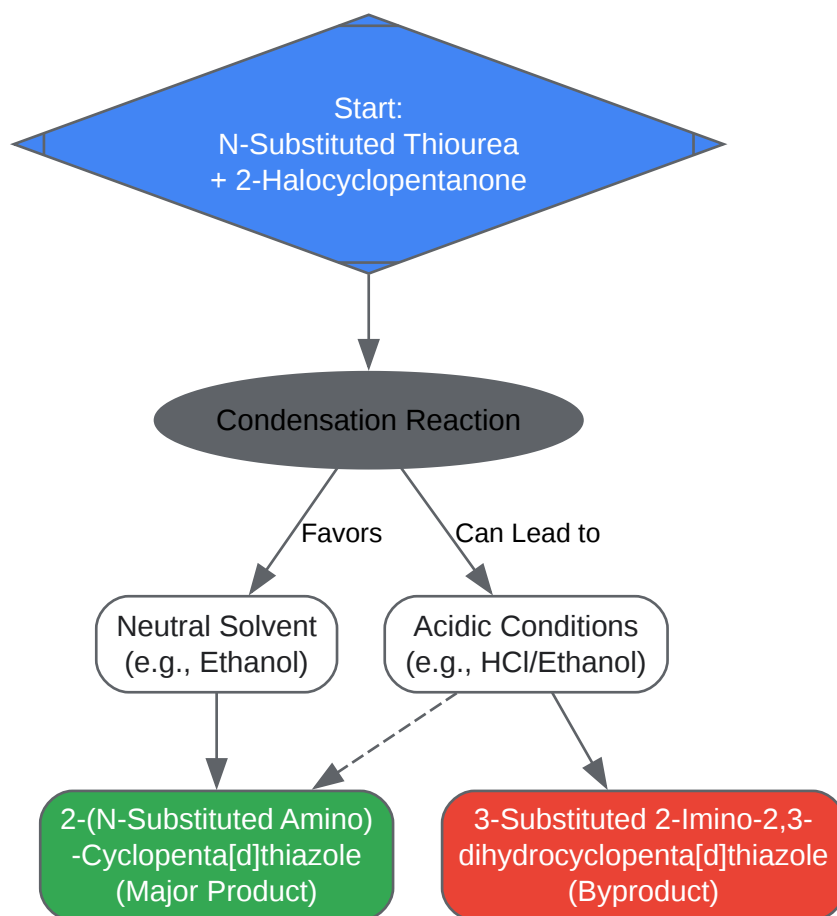 Start:
N-Substituted Thiourea
+ 2-Halocyclopentanone
Condensation Reaction
Favors
Can Lead to
Neutral Solvent
(e.g., Ethanol)
Acidic Conditions
(e.g., HCl/Ethanol)
2-(N-Substituted Amino)
-Cyclopenta[d]thiazole
(Major Product)
3-Substituted 2-Imino-2,3-
dihydrocyclopenta[d]thiazole
(Byproduct)